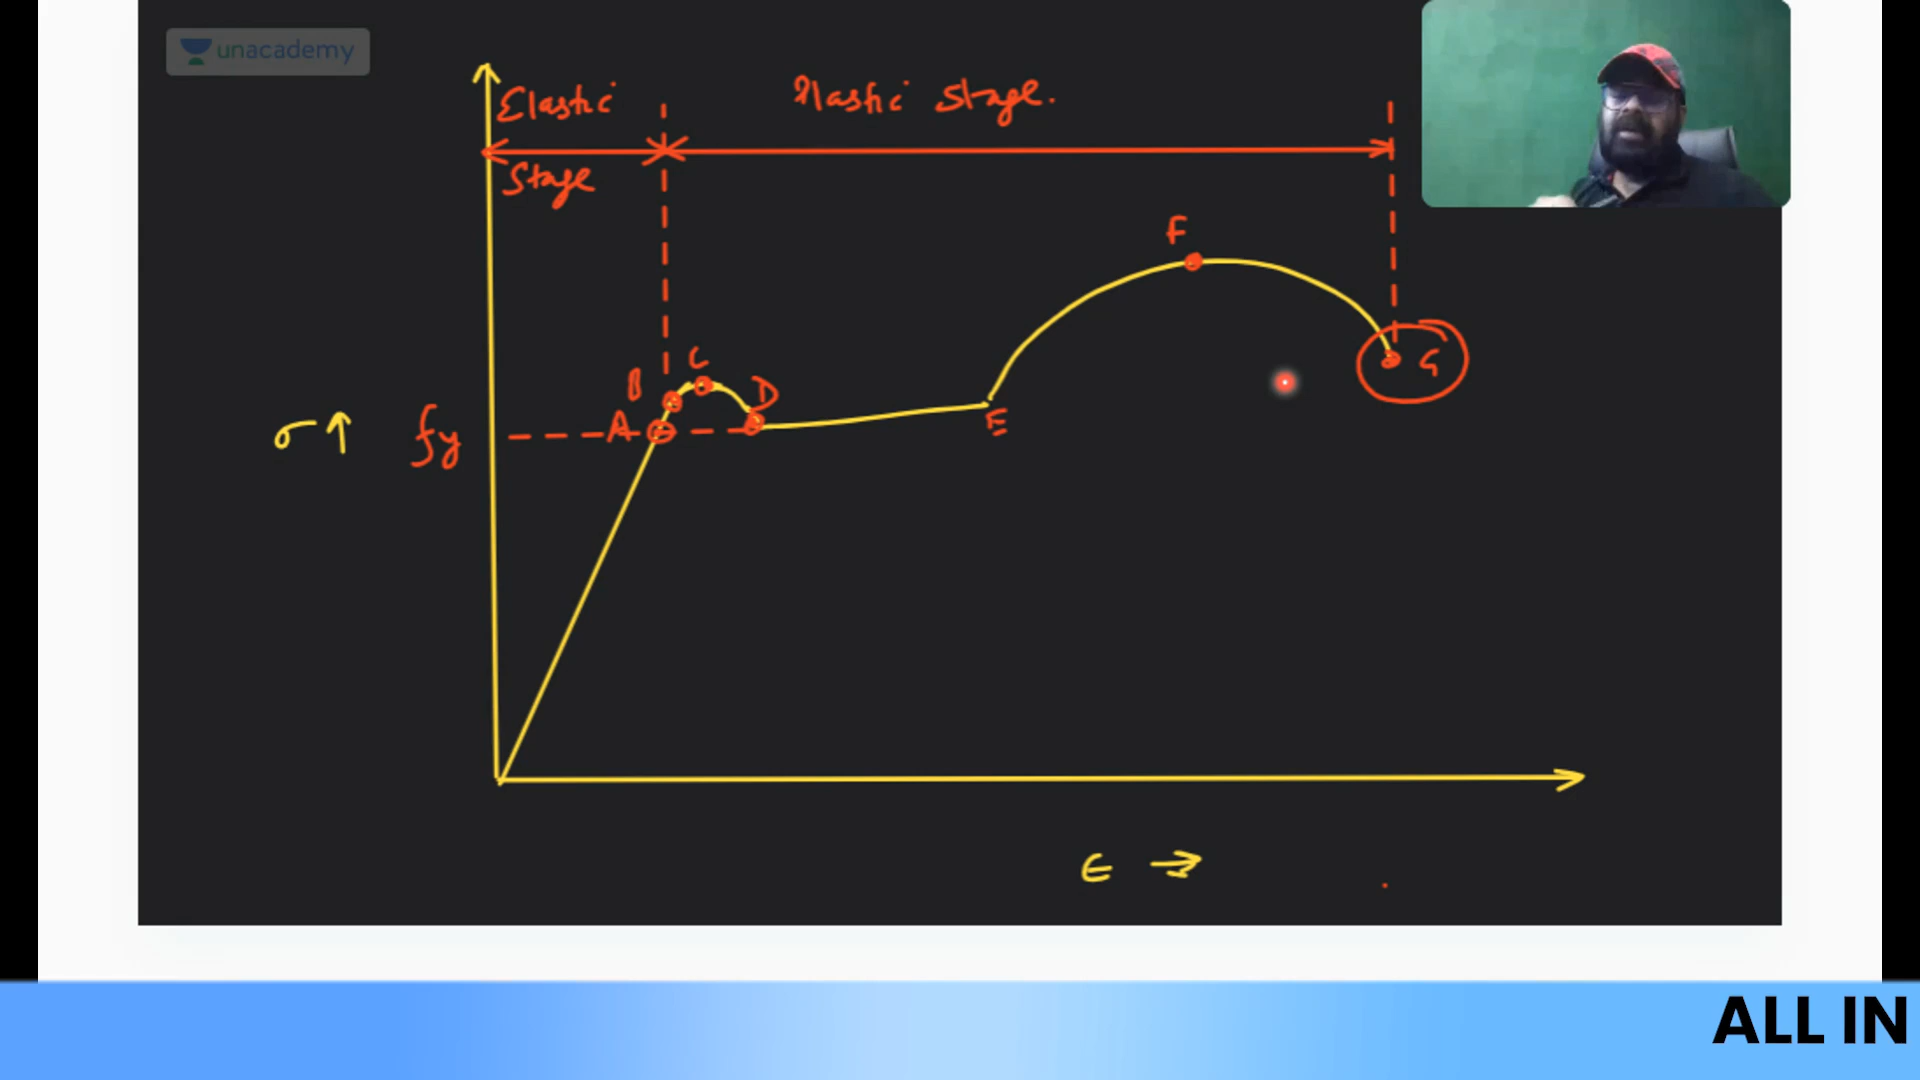 unacademy
Elastic
Stage
Plastic Stage.
F
C
B
D
G
A
E
σ↑
fy
ϵ →
ALL IN